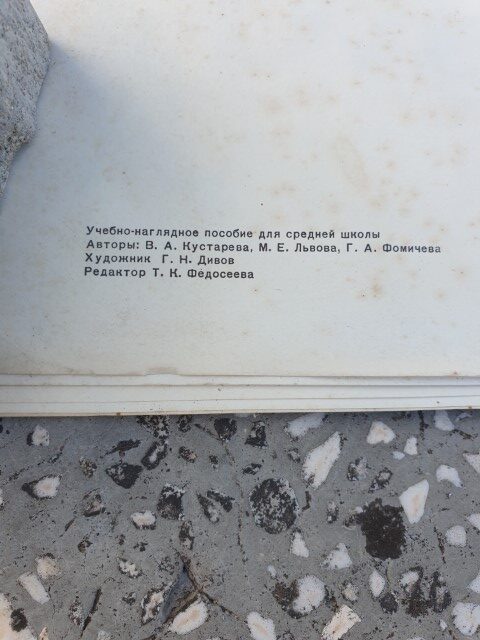 Учебно-наглядное пособие для средней школы
Авторы: В. А. Кустарева, М. Е. Львова, Г. А. Фомичева
Художник Г. Н. Дивов
Редактор Т. К. Федосеева